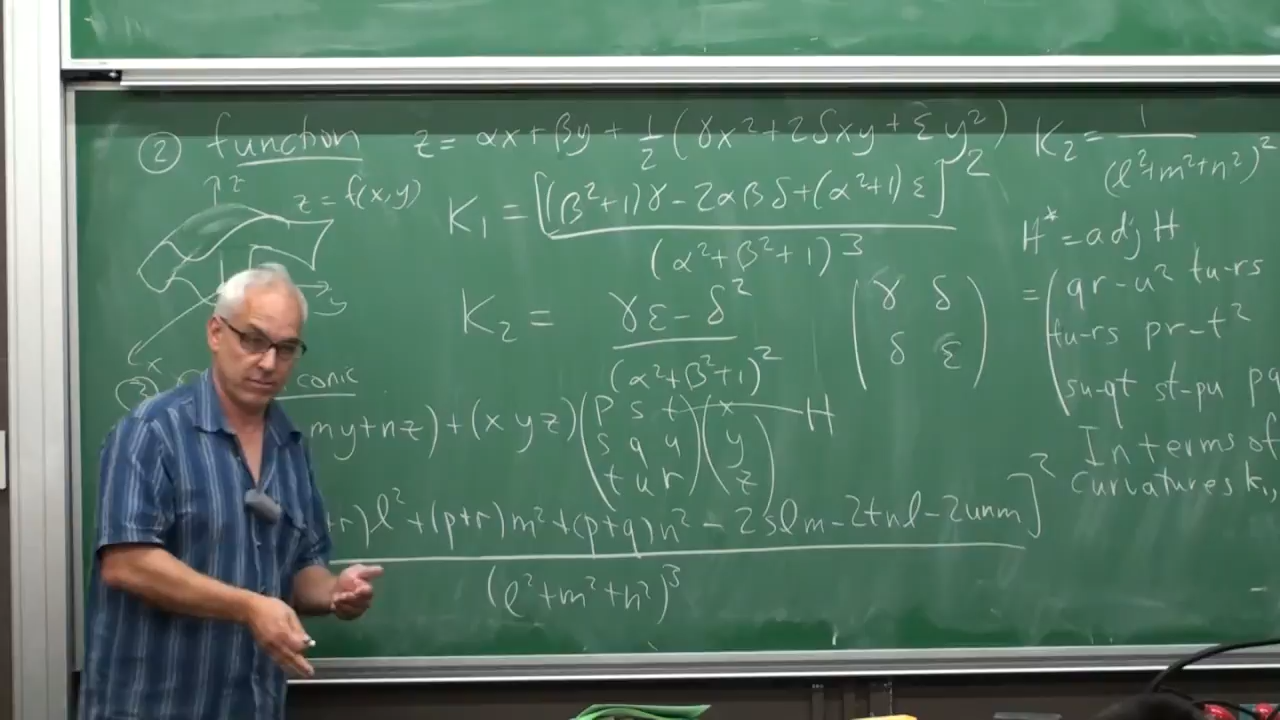 ② function z = αx + βy + 1/2 (γx² + 2δxy + εy²)
z
z = f(x,y)
y
x
K₁ = [(β²+1)γ - 2αβδ + (α²+1)ε]² / (α²+β²+1)³
K₂ = (γε - δ²) / (α²+β²+1)²
(γ δ
δ ε)
conic
my+nz) + (x y z) (p s t
s q u
t u r) (x
y
z)
H
+r)l² + (p+r)m² + (p+q)n² - 2slm - 2tnl - 2unm]²
(l²+m²+n²)³
K₂ = 1 / (l²+m²+n²)²
H* = adj H
= (qr-u² tu-rs
tu-rs pr-t²
su-qt st-pu pq
In terms of
curvatures k₁,